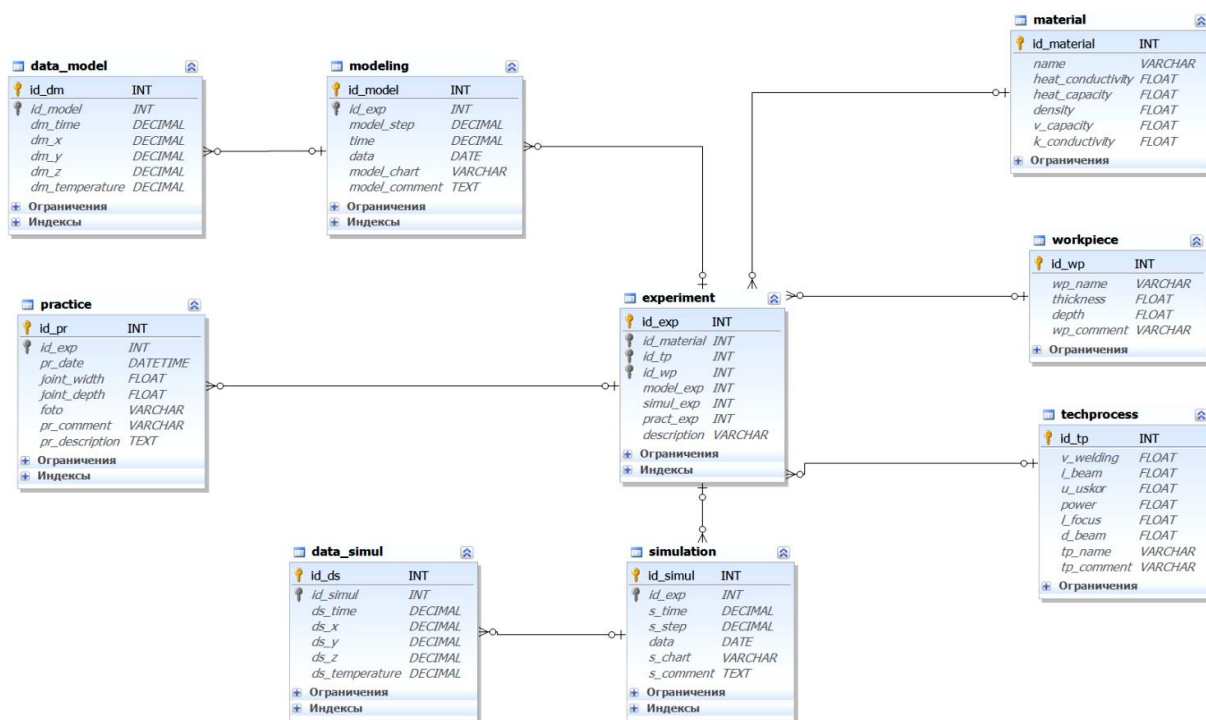 data_model
id_dm INT
id_model INT
dm_time DECIMAL
dm_x DECIMAL
dm_y DECIMAL
dm_z DECIMAL
dm_temperature DECIMAL
Ограничения
Индексы
modeling
id_model INT
id_exp INT
model_step DECIMAL
time DECIMAL
data DATE
model_chart VARCHAR
model_comment TEXT
Ограничения
Индексы
material
id_material INT
name VARCHAR
heat_conductivity FLOAT
heat_capacity FLOAT
density FLOAT
v_capacity FLOAT
k_conductivity FLOAT
Ограничения
workpiece
id_wp INT
wp_name VARCHAR
thickness FLOAT
depth FLOAT
wp_comment VARCHAR
Ограничения
practice
id_pr INT
id_exp INT
pr_date DATETIME
joint_width FLOAT
joint_depth FLOAT
foto VARCHAR
pr_comment VARCHAR
pr_description TEXT
Ограничения
Индексы
experiment
id_exp INT
id_material INT
id_tp INT
id_wp INT
model_exp INT
simul_exp INT
pract_exp INT
description VARCHAR
Ограничения
Индексы
techprocess
id_tp INT
v_welding FLOAT
I_beam FLOAT
u_uskor FLOAT
power FLOAT
l_focus FLOAT
d_beam FLOAT
tp_name VARCHAR
tp_comment VARCHAR
Ограничения
data_simul
id_ds INT
id_simul INT
ds_time DECIMAL
ds_x DECIMAL
ds_y DECIMAL
ds_z DECIMAL
ds_temperature DECIMAL
Ограничения
Индексы
simulation
id_simul INT
id_exp INT
s_time DECIMAL
s_step DECIMAL
data DATE
s_chart VARCHAR
s_comment TEXT
Ограничения
Индексы